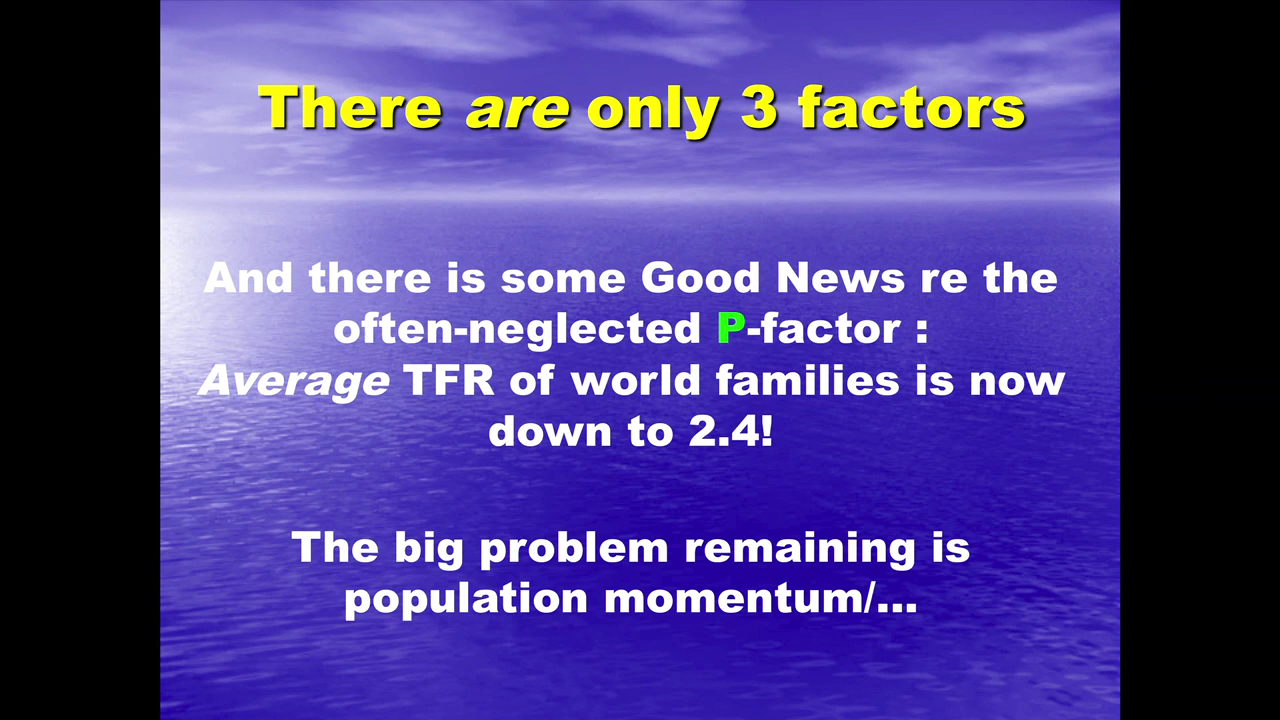 There are only 3 factors
And there is some Good News re the
often-neglected P-factor :
Average TFR of world families is now
down to 2.4!
The big problem remaining is
population momentum/...